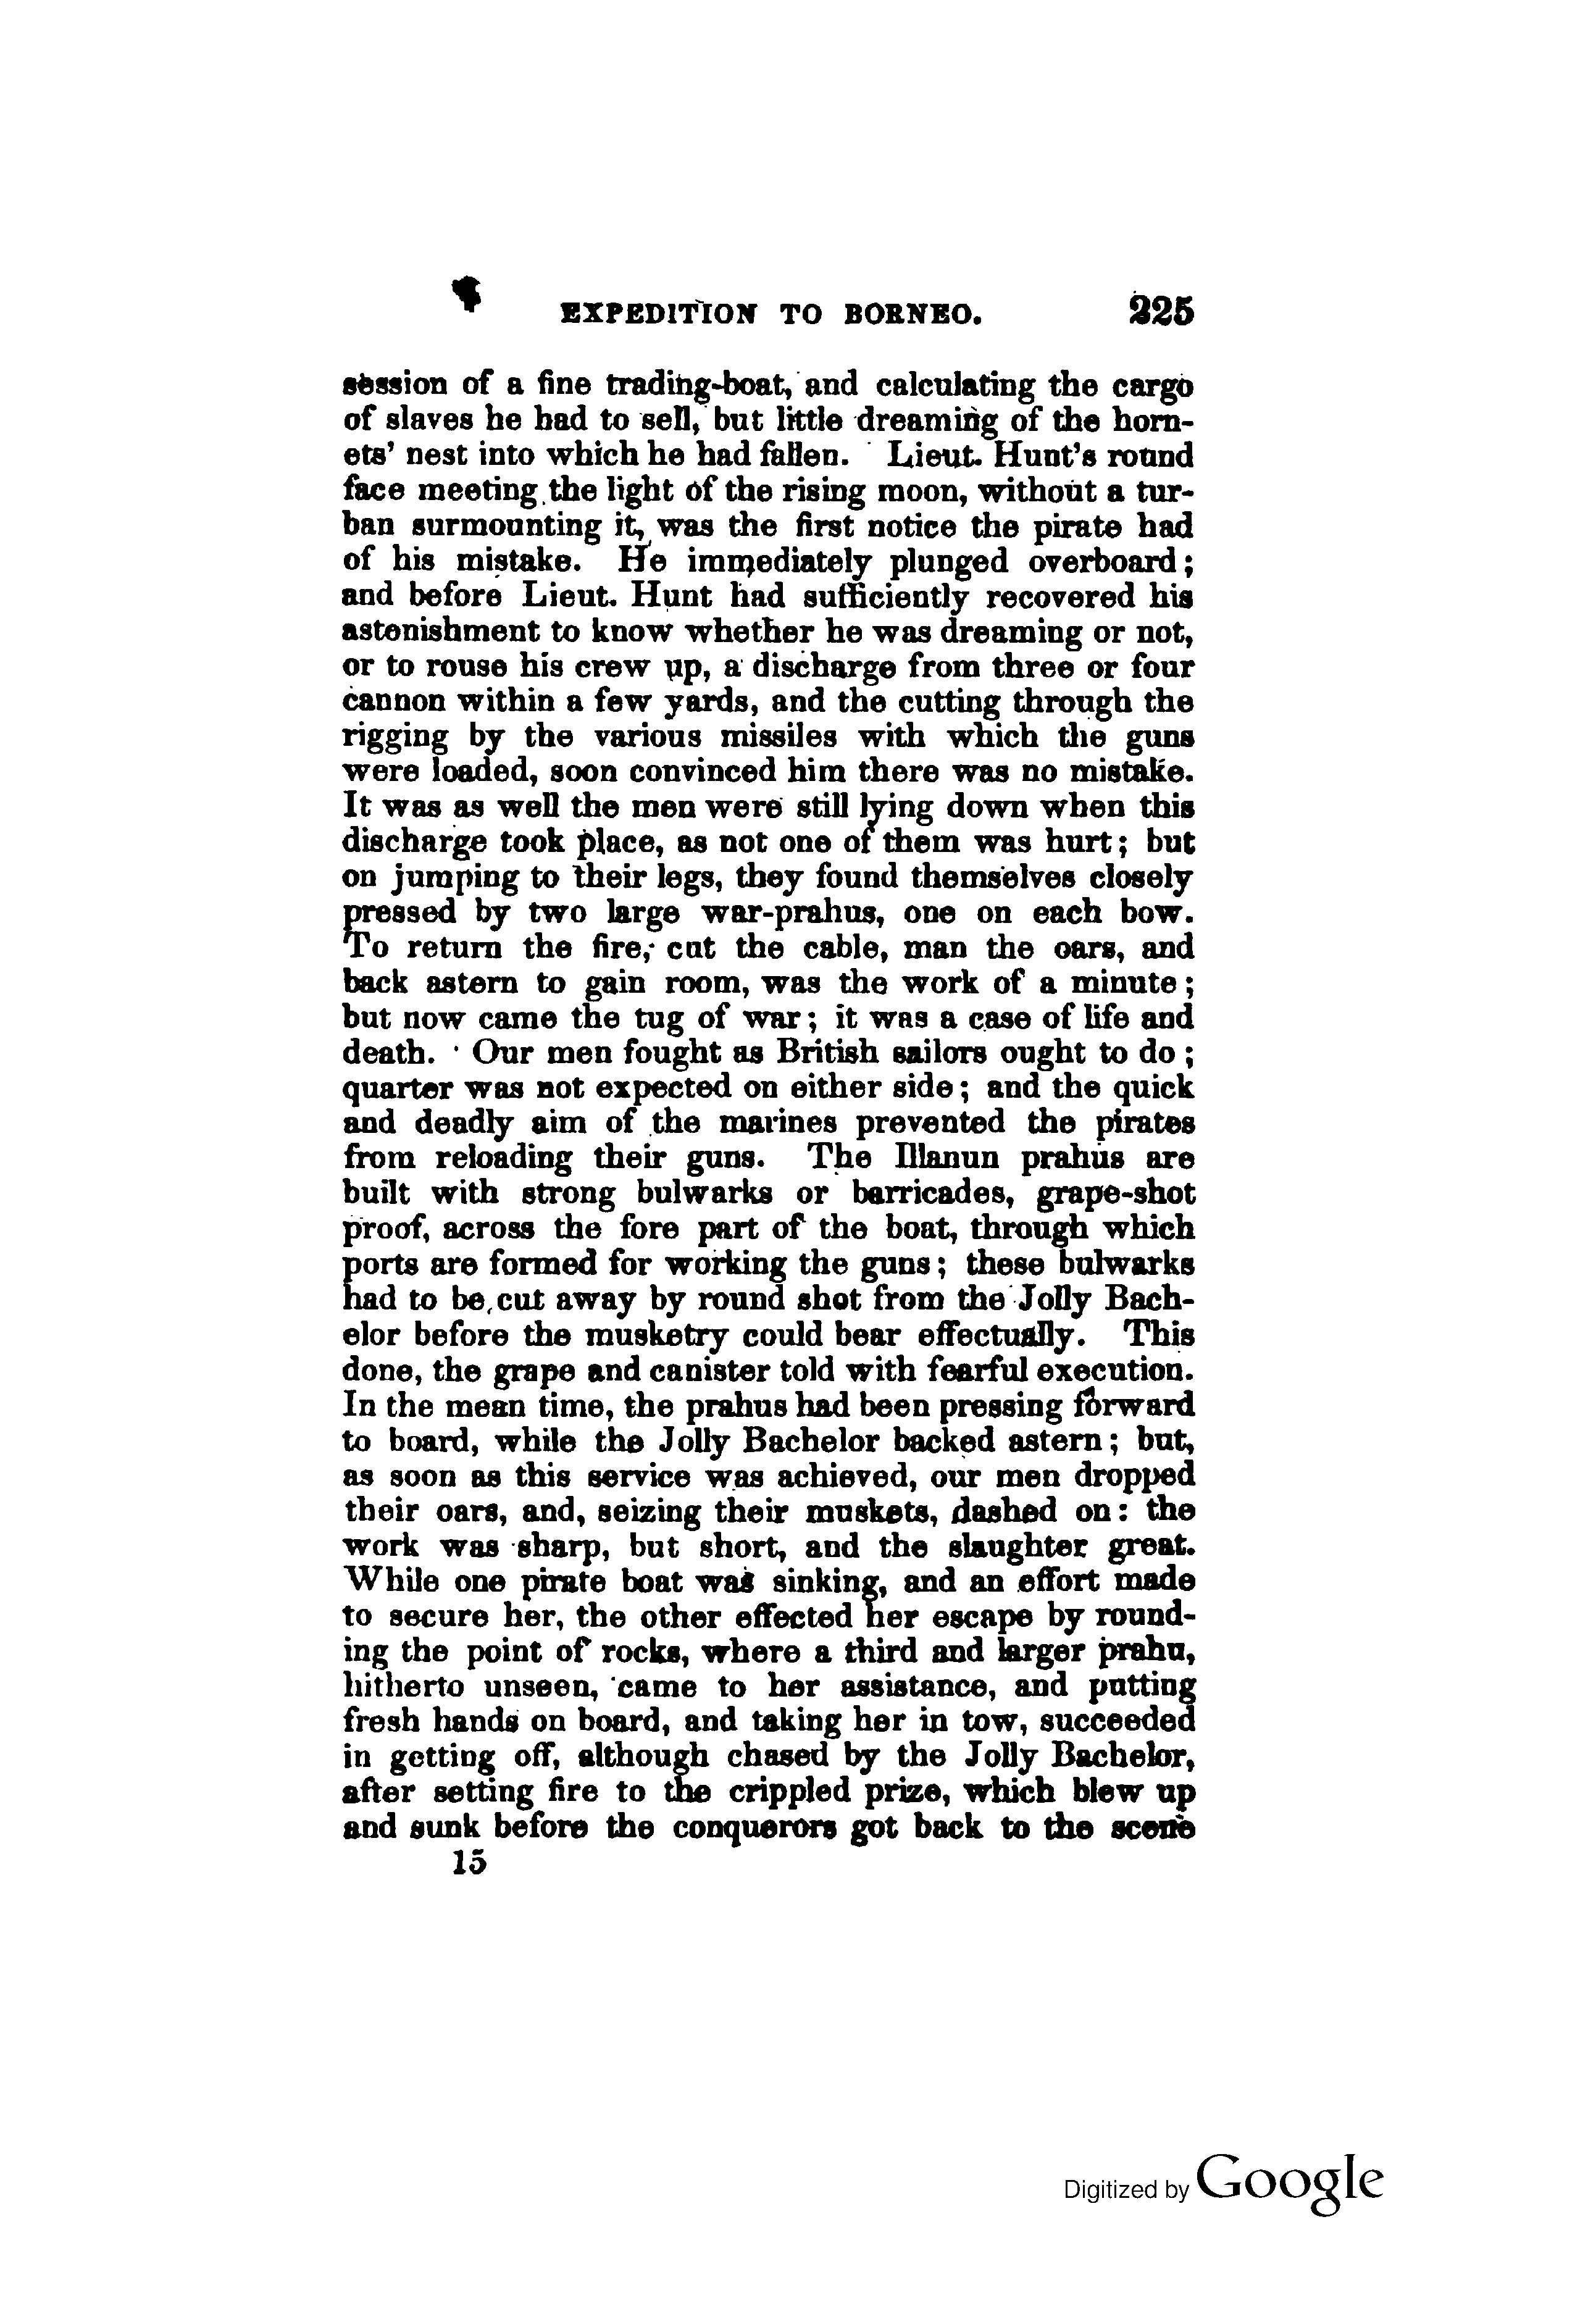 EXPEDITION TO BORNEO. 225
session of a fine trading-boat, and calculating the cargo
of slaves he had to sell, but little dreaming of the horn-
ets' nest into which he had fallen. Lieut. Hunt's round
face meeting the light of the rising moon, without a tur-
ban surmounting it, was the first notice the pirate had
of his mistake. He immediately plunged overboard;
and before Lieut. Hunt had sufficiently recovered his
astonishment to know whether he was dreaming or not,
or to rouse his crew up, a discharge from three or four
cannon within a few yards, and the cutting through the
rigging by the various missiles with which the guns
were loaded, soon convinced him there was no mistake.
It was as well the men were still lying down when this
discharge took place, as not one of them was hurt; but
on jumping to their legs, they found themselves closely
pressed by two large war-prahus, one on each bow.
To return the fire, cut the cable, man the oars, and
back astern to gain room, was the work of a minute;
but now came the tug of war; it was a case of life and
death. Our men fought as British sailors ought to do;
quarter was not expected on either side; and the quick
and deadly aim of the marines prevented the pirates
from reloading their guns. The Illanun prahus are
built with strong bulwarks or barricades, grape-shot
proof, across the fore part of the boat, through which
ports are formed for working the guns; these bulwarks
had to be cut away by round shot from the Jolly Bach-
elor before the musketry could bear effectually. This
done, the grape and canister told with fearful execution.
In the mean time, the prahus had been pressing forward
to board, while the Jolly Bachelor backed astern; but,
as soon as this service was achieved, our men dropped
their oars, and, seizing their muskets, dashed on: the
work was sharp, but short, and the slaughter great.
While one pirate boat was sinking, and an effort made
to secure her, the other effected her escape by round-
ing the point of rocks, where a third and larger prahu,
hitherto unseen, came to her assistance, and putting
fresh hands on board, and taking her in tow, succeeded
in getting off, although chased by the Jolly Bachelor,
after setting fire to the crippled prize, which blew up
and sunk before the conquerors got back to the scene
15
Digitized by Google